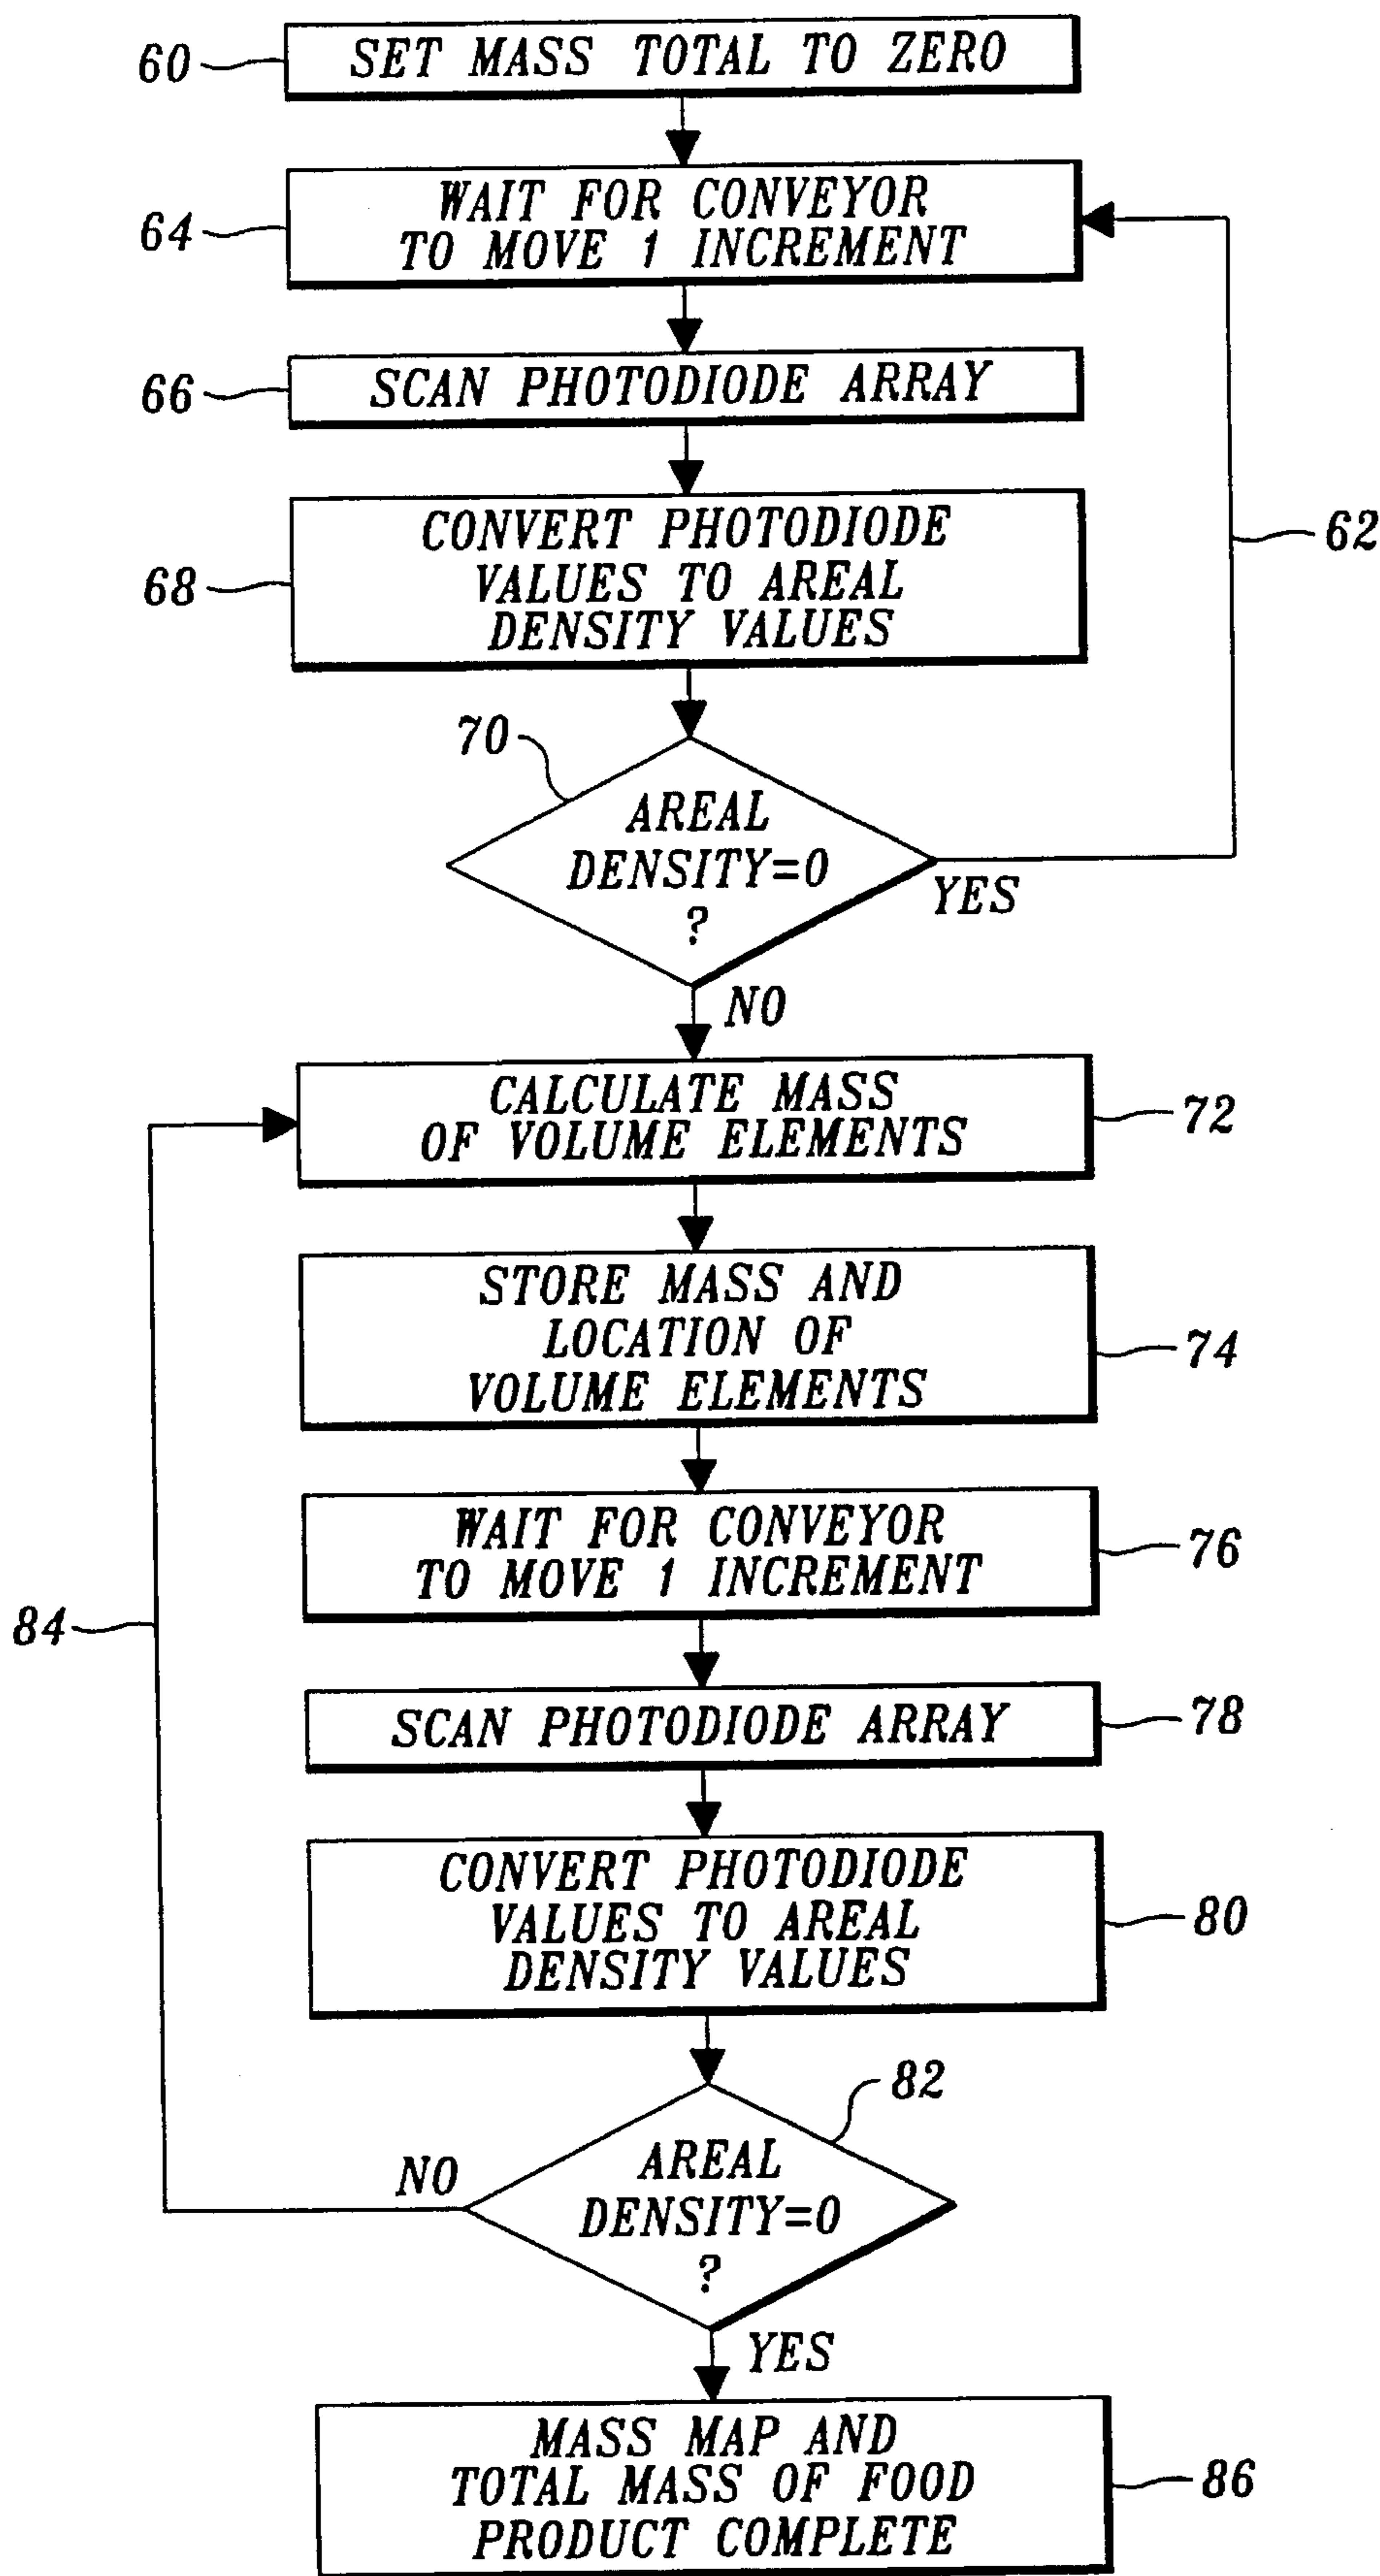 60
SET MASS TOTAL TO ZERO
64
WAIT FOR CONVEYOR
TO MOVE 1 INCREMENT
66
SCAN PHOTODIODE ARRAY
62
68
CONVERT PHOTODIODE
VALUES TO AREAL
DENSITY VALUES
70
AREAL
DENSITY=0
?
YES
NO
CALCULATE MASS
OF VOLUME ELEMENTS
72
STORE MASS AND
LOCATION OF
VOLUME ELEMENTS
74
WAIT FOR CONVEYOR
TO MOVE 1 INCREMENT
76
84
SCAN PHOTODIODE ARRAY
78
CONVERT PHOTODIODE
VALUES TO AREAL
DENSITY VALUES
80
82
NO
AREAL
DENSITY=0
?
YES
MASS MAP AND
TOTAL MASS OF FOOD
PRODUCT COMPLETE
86